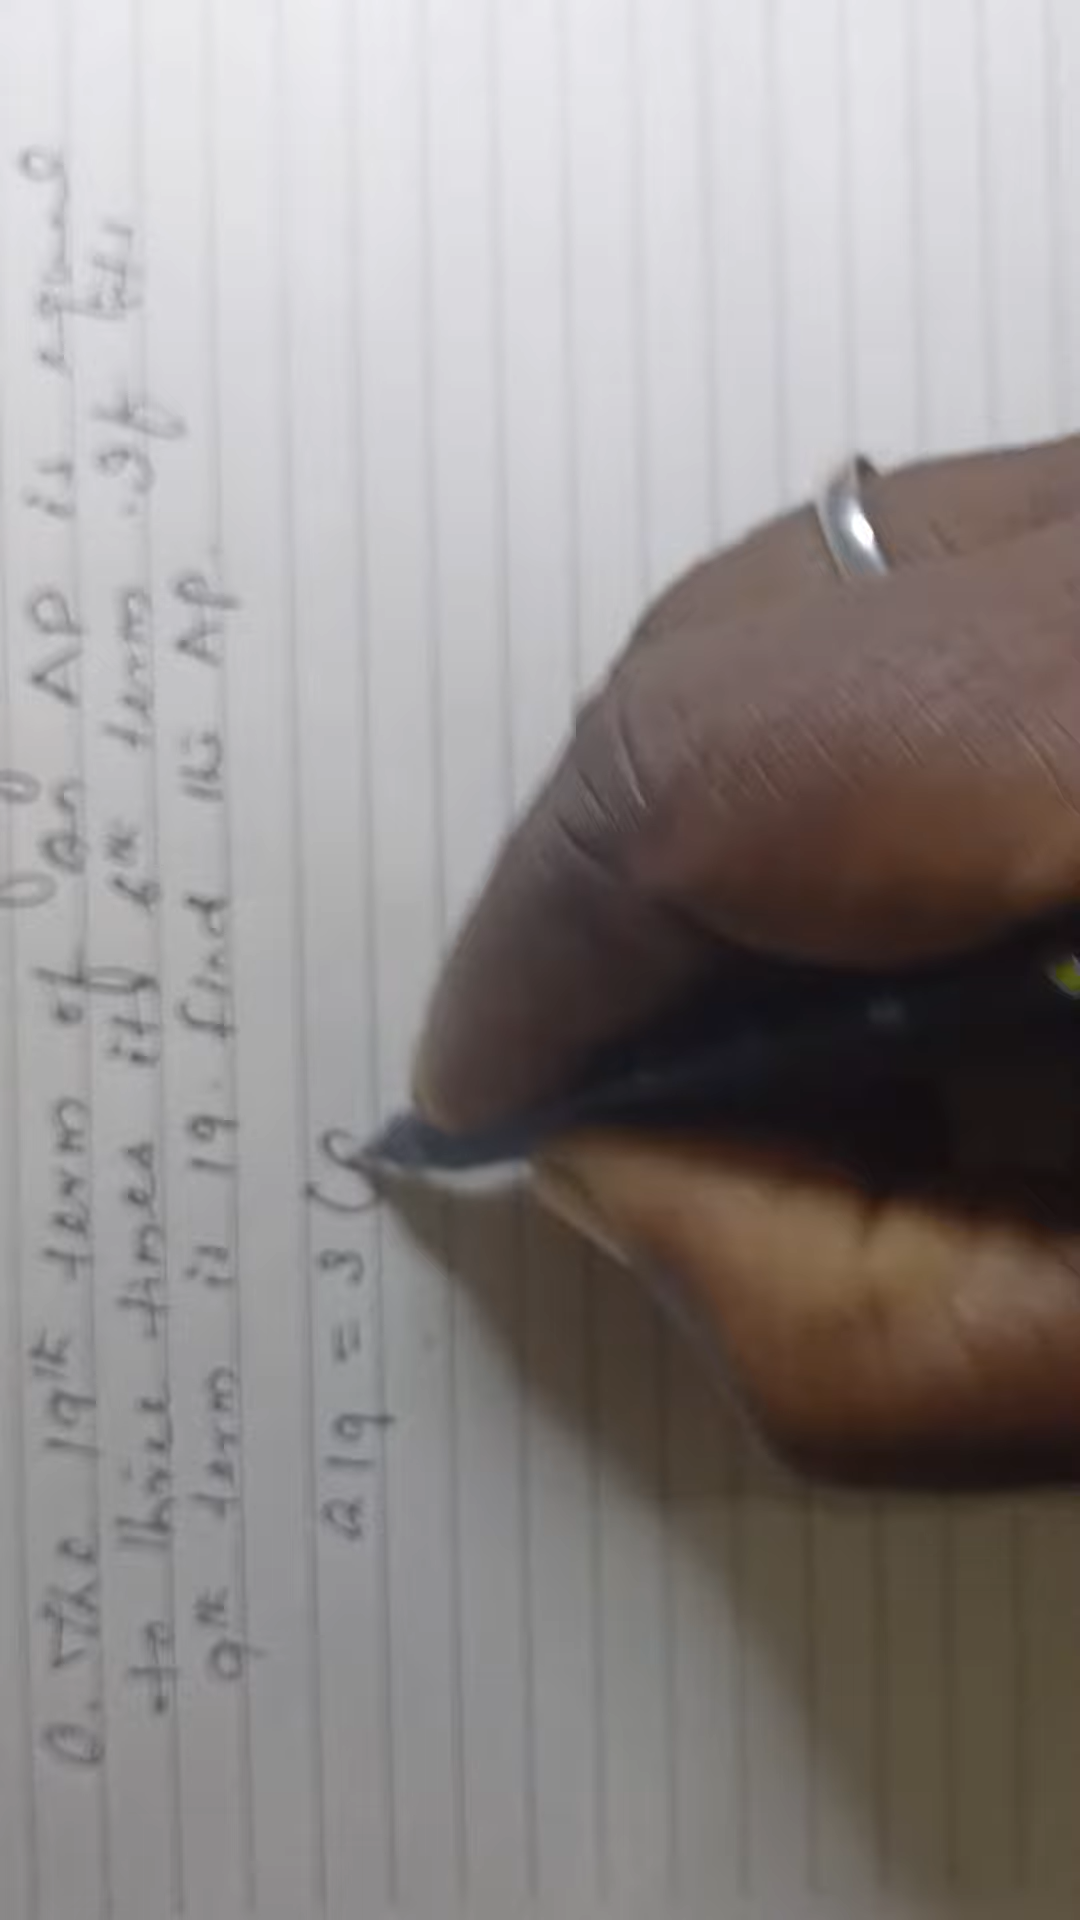 Q. The 19th term of an AP is equal
to three times its 6th term. If its
9th term is 19. find the AP.
a19 = 3 (